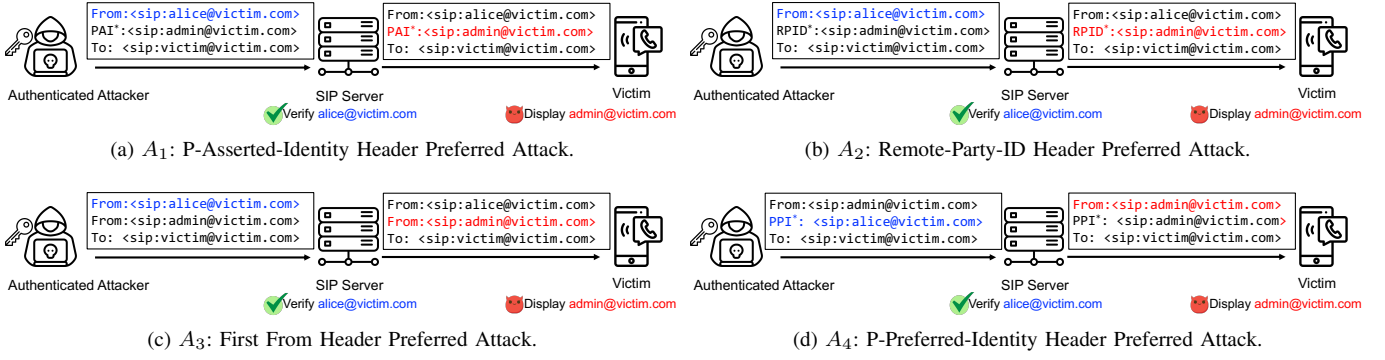 From:<sip:alice@victim.com>
PAI*:<sip:admin@victim.com>
To: <sip:victim@victim.com>
From:<sip:alice@victim.com>
PAI*:<sip:admin@victim.com>
To: <sip:victim@victim.com>
Authenticated Attacker
SIP Server
Victim
Verify alice@victim.com
Display admin@victim.com
(a) A1: P-Asserted-Identity Header Preferred Attack.
From:<sip:alice@victim.com>
RPID*:<sip:admin@victim.com>
To: <sip:victim@victim.com>
From:<sip:alice@victim.com>
RPID*:<sip:admin@victim.com>
To: <sip:victim@victim.com>
Authenticated Attacker
SIP Server
Victim
Verify alice@victim.com
Display admin@victim.com
(b) A2: Remote-Party-ID Header Preferred Attack.
From:<sip:alice@victim.com>
From:<sip:admin@victim.com>
To: <sip:victim@victim.com>
From:<sip:alice@victim.com>
From:<sip:admin@victim.com>
To: <sip:victim@victim.com>
Authenticated Attacker
SIP Server
Victim
Verify alice@victim.com
Display admin@victim.com
(c) A3: First From Header Preferred Attack.
From:<sip:admin@victim.com>
PPI*: <sip:alice@victim.com>
To: <sip:victim@victim.com>
From:<sip:admin@victim.com>
PPI*: <sip:admin@victim.com>
To: <sip:victim@victim.com>
Authenticated Attacker
SIP Server
Victim
Verify alice@victim.com
Display admin@victim.com
(d) A4: P-Preferred-Identity Header Preferred Attack.